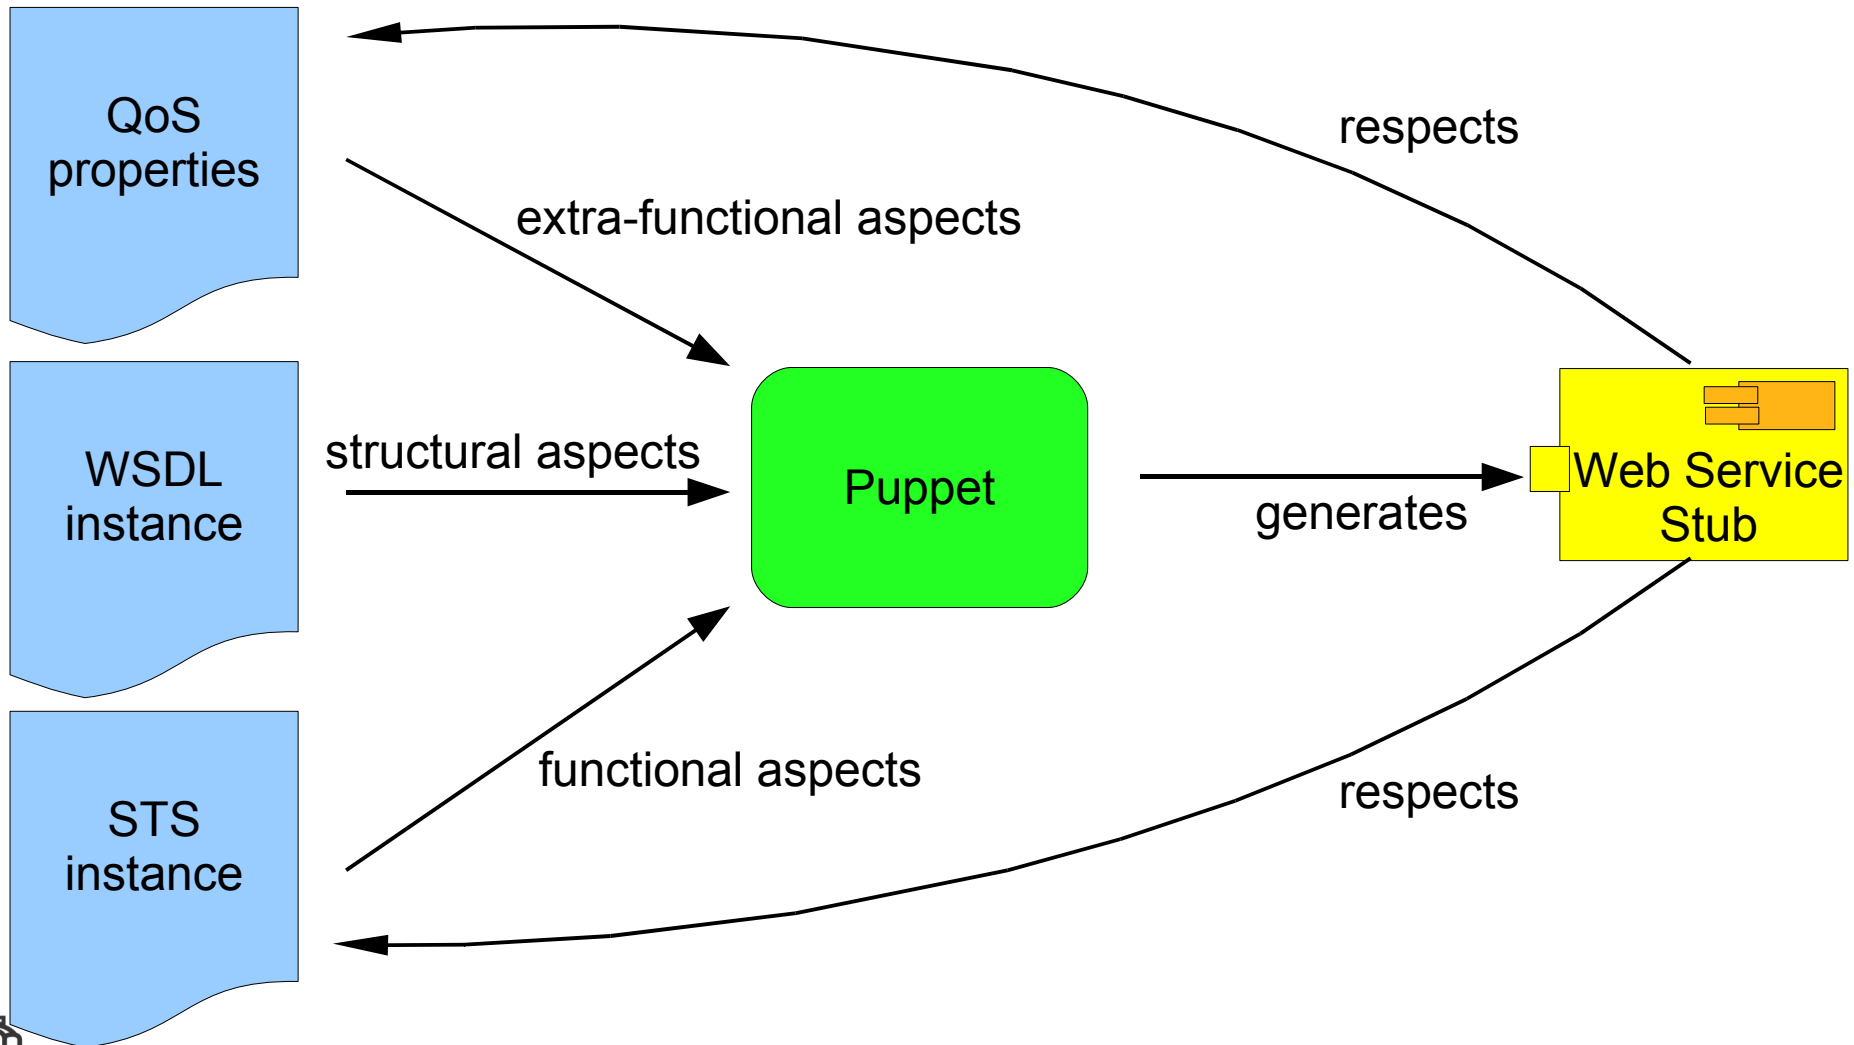 QoS
properties
respects
extra-functional aspects
WSDL
instance
structural aspects
Puppet
generates
Web Service
Stub
STS
instance
functional aspects
respects